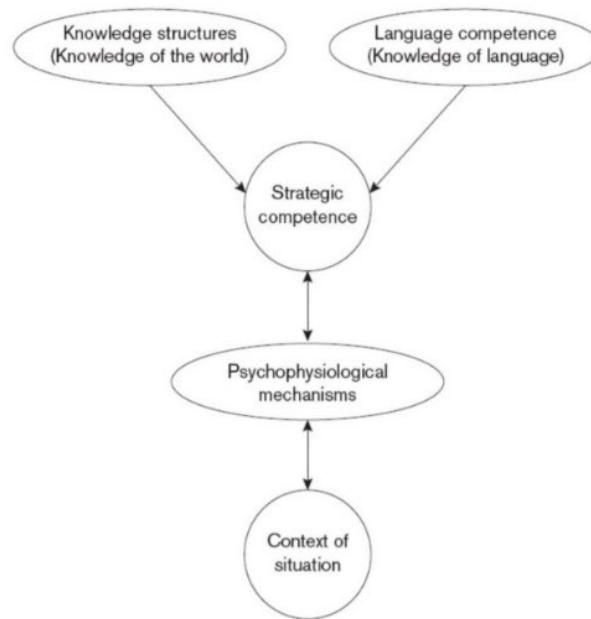 Knowledge structures
(Knowledge of the world)
Language competence
(Knowledge of language)
Strategic
competence
Psychophysiological
mechanisms
Context of
situation